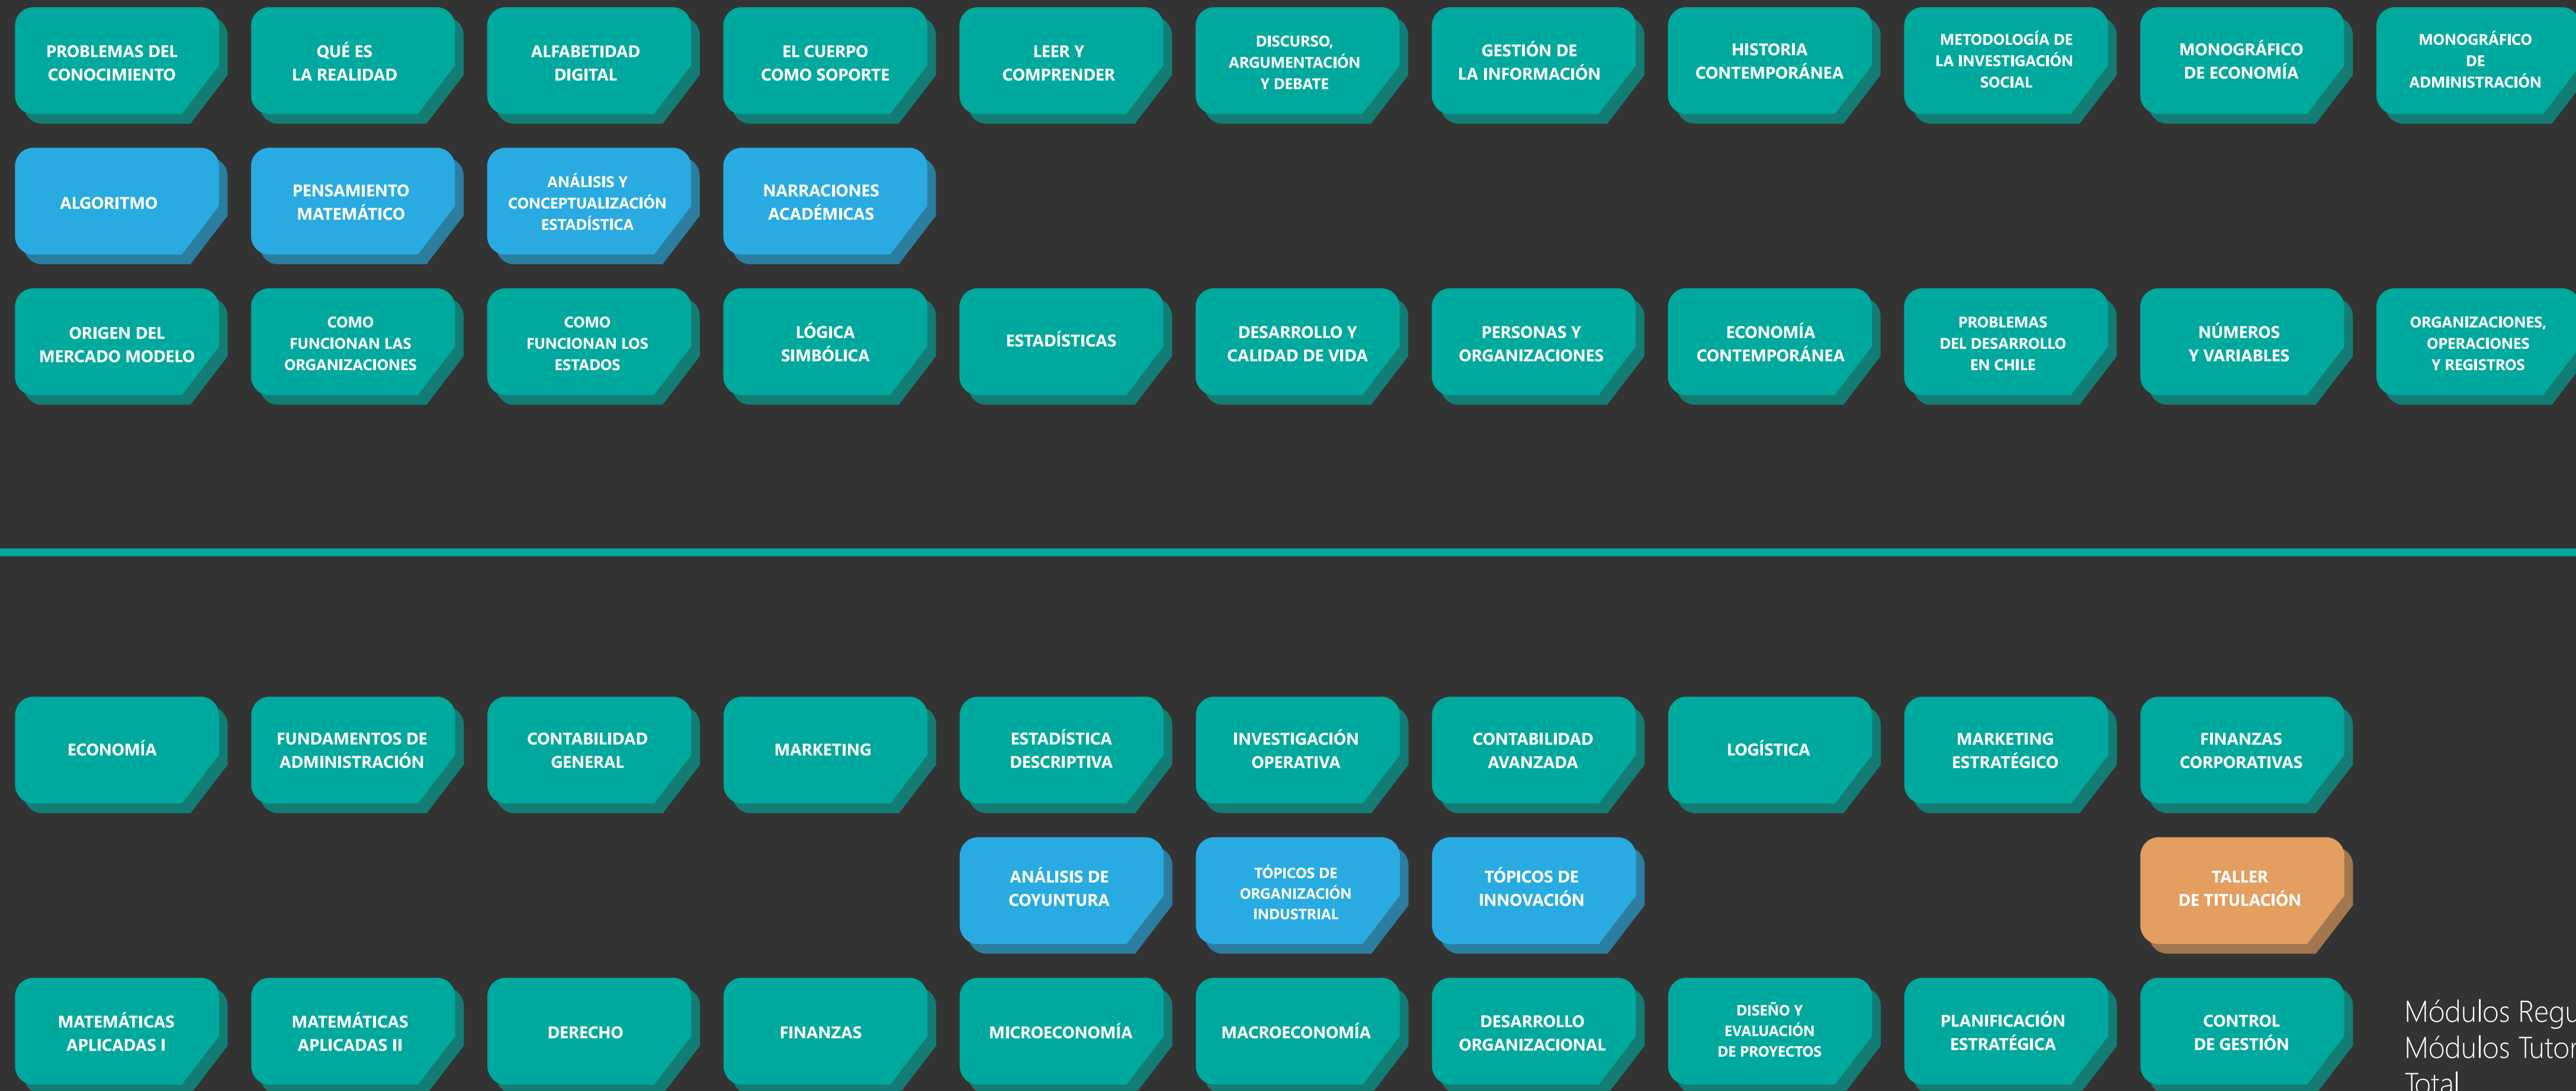 PROBLEMAS DEL
CONOCIMIENTO
QUÉ ES
LA REALIDAD
ALFABETIDAD
DIGITAL
EL CUERPO
COMO SOPORTE
LEER Y
COMPRENDER
DISCURSO,
ARGUMENTACIÓN
Y DEBATE
GESTIÓN DE
LA INFORMACIÓN
HISTORIA
CONTEMPORÁNEA
METODOLOGÍA DE
LA INVESTIGACIÓN
SOCIAL
MONOGRÁFICO
DE ECONOMÍA
MONOGRÁFICO
DE
ADMINISTRACIÓN
ALGORITMO
PENSAMIENTO
MATEMÁTICO
ANÁLISIS Y
CONCEPTUALIZACIÓN
ESTADÍSTICA
NARRACIONES
ACADÉMICAS
ORIGEN DEL
MERCADO MODELO
COMO
FUNCIONAN LAS
ORGANIZACIONES
COMO
FUNCIONAN LOS
ESTADOS
LÓGICA
SIMBÓLICA
ESTADÍSTICAS
DESARROLLO Y
CALIDAD DE VIDA
PERSONAS Y
ORGANIZACIONES
ECONOMÍA
CONTEMPORÁNEA
PROBLEMAS
DEL DESARROLLO
EN CHILE
NÚMEROS
Y VARIABLES
ORGANIZACIONES,
OPERACIONES
Y REGISTROS
ECONOMÍA
FUNDAMENTOS DE
ADMINISTRACIÓN
CONTABILIDAD
GENERAL
MARKETING
ESTADÍSTICA
DESCRIPTIVA
INVESTIGACIÓN
OPERATIVA
CONTABILIDAD
AVANZADA
LOGÍSTICA
MARKETING
ESTRATÉGICO
FINANZAS
CORPORATIVAS
ANÁLISIS DE
COYUNTURA
TÓPICOS DE
ORGANIZACIÓN
INDUSTRIAL
TÓPICOS DE
INNOVACIÓN
TALLER
DE TITULACIÓN
MATEMÁTICAS
APLICADAS I
MATEMÁTICAS
APLICADAS II
DERECHO
FINANZAS
MICROECONOMÍA
MACROECONOMÍA
DESARROLLO
ORGANIZACIONAL
DISEÑO Y
EVALUACIÓN
DE PROYECTOS
PLANIFICACIÓN
ESTRATÉGICA
CONTROL
DE GESTIÓN
Módulos
Módulos
Total